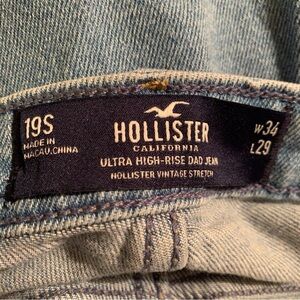 19S
MADE IN
MACAU,CHINA
HOLLISTER
CALIFORNIA
ULTRA HIGH-RISE DAD JEAN
HOLLISTER VINTAGE STRETCH
W34
L29